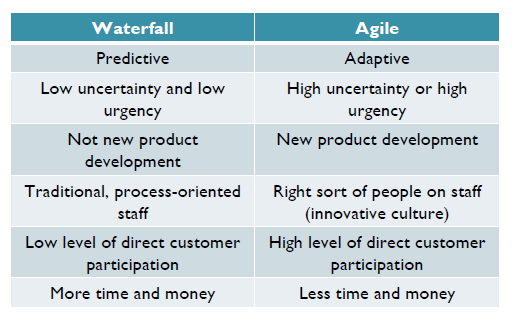 Waterfall Agile
Predictive Adaptive
Low uncertainty and low High uncertainty or high
urgency urgency
Not new product New product development
development
Traditional, process-oriented Right sort of people on staff
staff (innovative culture)
Low level of direct customer High level of direct customer
participation participation
More time and money Less time and money